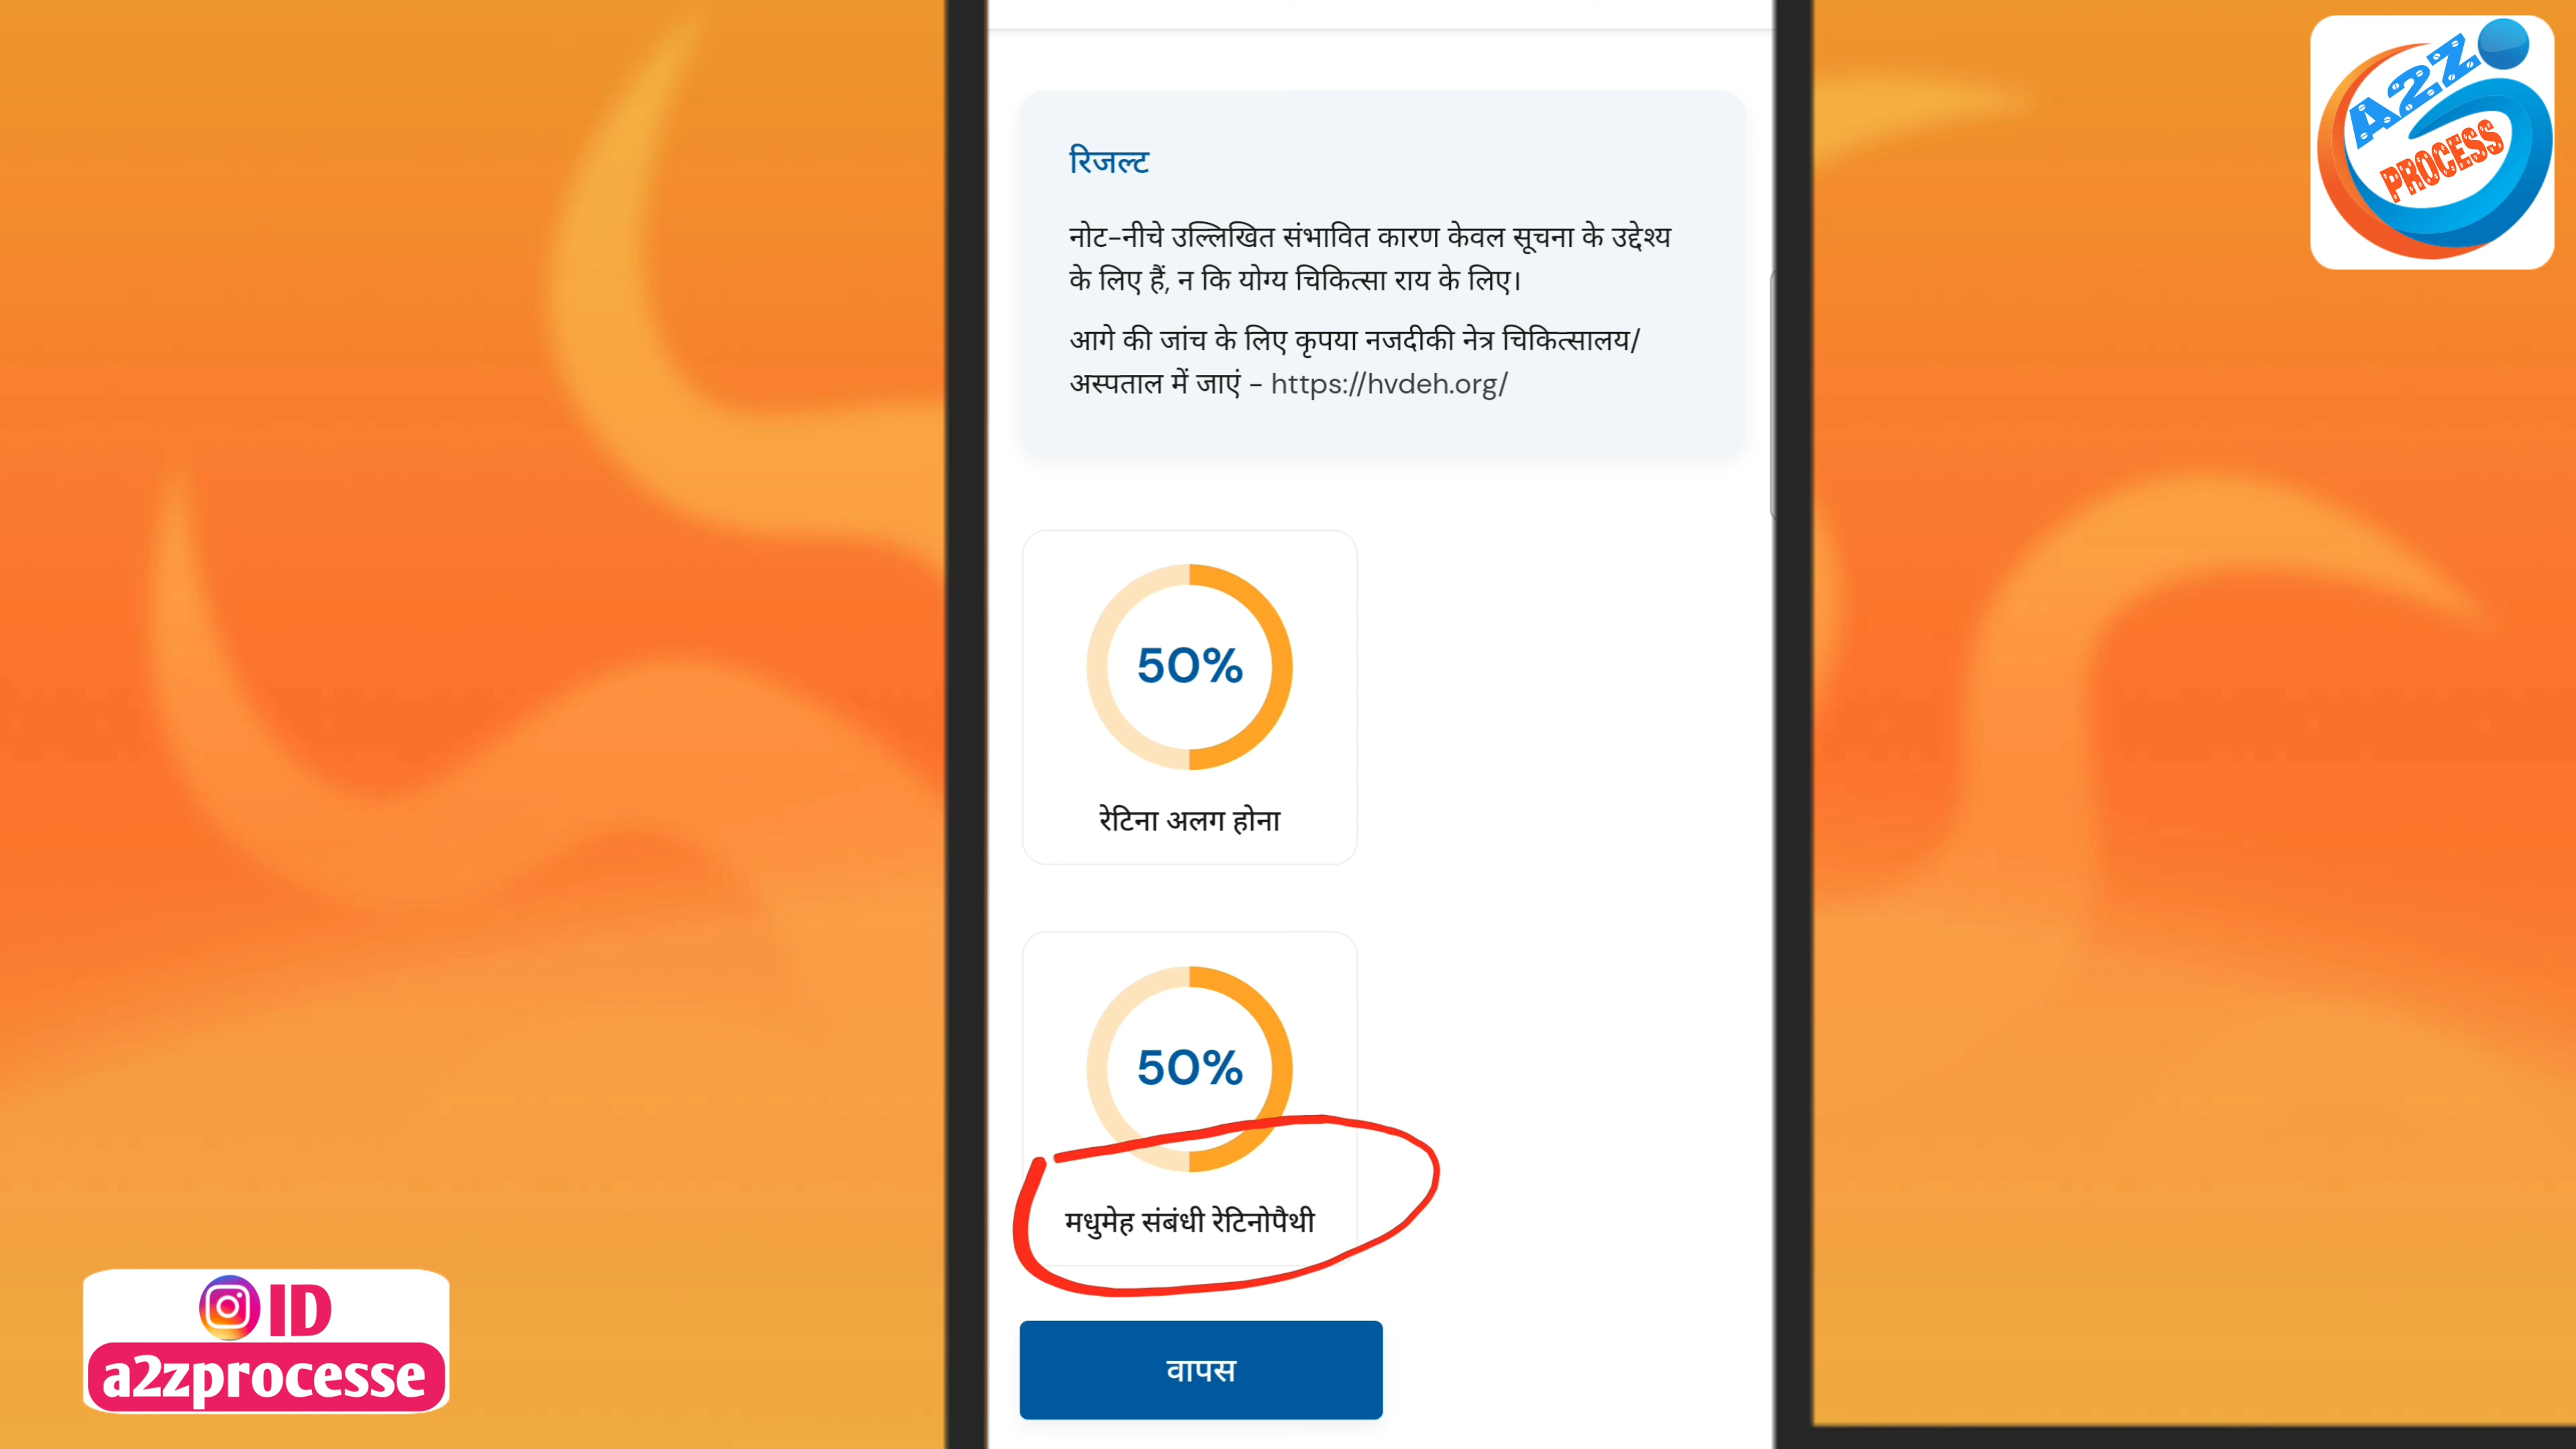 A2Z
PROCESS
रिजल्ट
नोट-नीचे उल्लिखित संभावित कारण केवल सूचना के उद्देश्य
के लिए हैं, न कि योग्य चिकित्सा राय के लिए।
आगे की जांच के लिए कृपया नजदीकी नेत्र चिकित्सालय/
अस्पताल में जाएं - https://hvdeh.org/
50%
रेटिना अलग होना
50%
मधुमेह संबंधी रेटिनोपैथी
वापस
ID
a2zprocesse